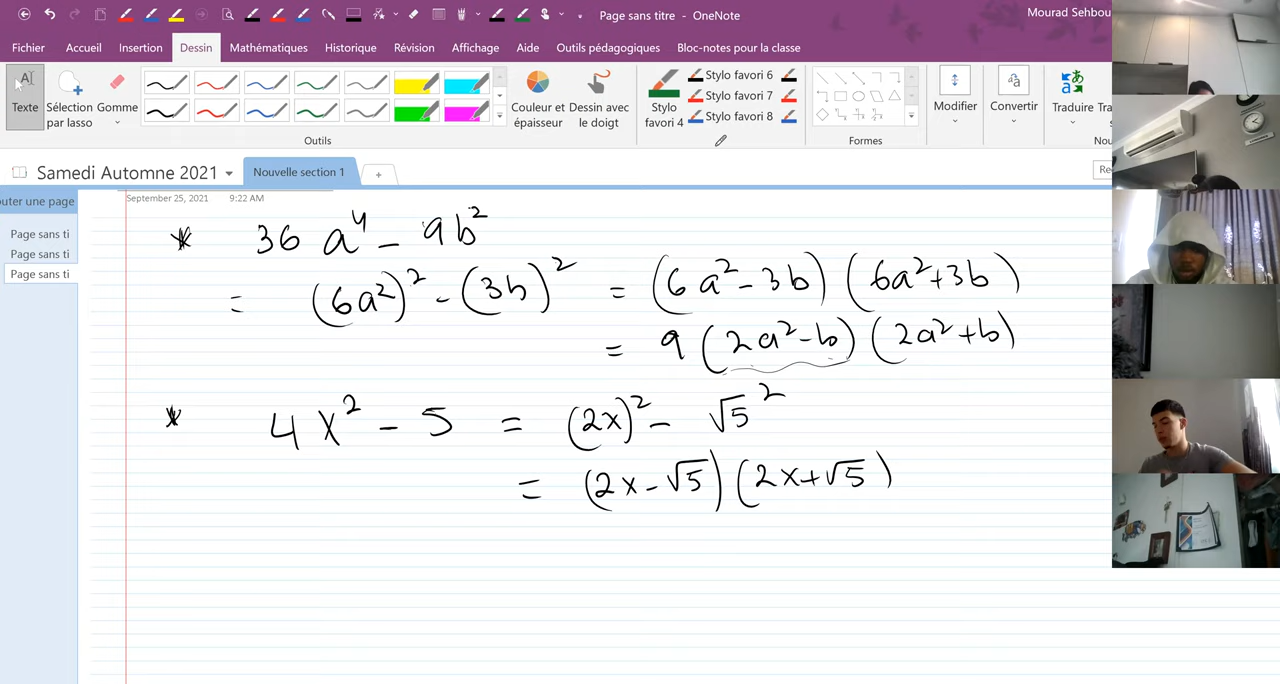 Page sans titre - OneNote
Mourad Sehbou
Fichier Accueil Insertion Dessin Mathématiques Historique Révision Affichage Aide Outils pédagogiques Bloc-notes pour la classe
Texte
Sélection par lasso
Gomme
Couleur et épaisseur
Dessin avec le doigt
Stylo favori 4
Stylo favori 6
Stylo favori 7
Stylo favori 8
Modifier
Convertir
Traduire Tra
Outils
Formes
Nou
Samedi Automne 2021
Nouvelle section 1
+
Re
outer une page
September 25, 2021 9:22 AM
Page sans ti
Page sans ti
Page sans ti
* 36 a⁴ - 9b²
= (6a²)² - (3b)² = (6a² - 3b) (6a² + 3b)
= 9 (2a² - b) (2a² + b)
* 4x² - 5 = (2x)² - √5²
= (2x - √5) (2x + √5)